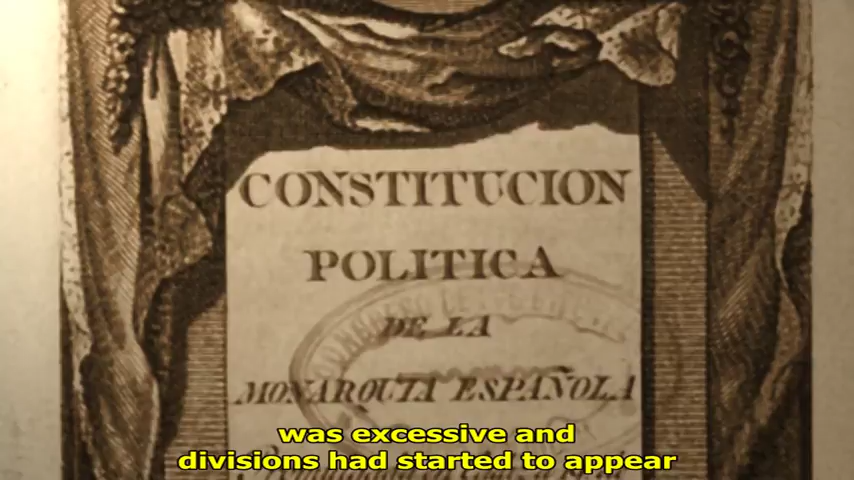 CONSTITUCION
POLITICA
DE LA
MONARQUIA ESPAÑOLA
was excessive and
divisions had started to appear